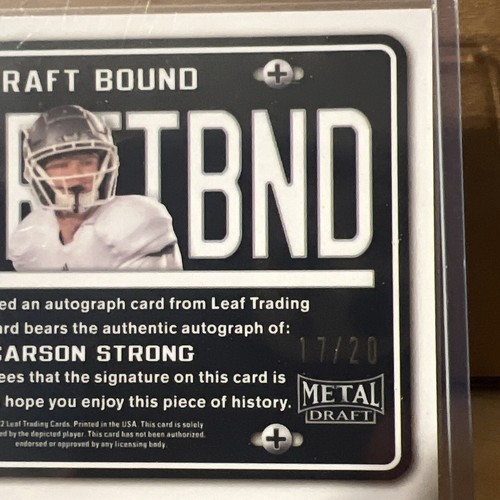 RAFT BOUND
TBND
ed an autograph card from Leaf Trading
ard bears the authentic autograph of:
CARSON STRONG
17/20
ees that the signature on this card is
hope you enjoy this piece of history.
METAL
DRAFT
2 Leaf Trading Cards. Printed in the USA. This card is solely
ed by the depicted player. This card has not been authorized,
endorsed or approved by any licensing body.